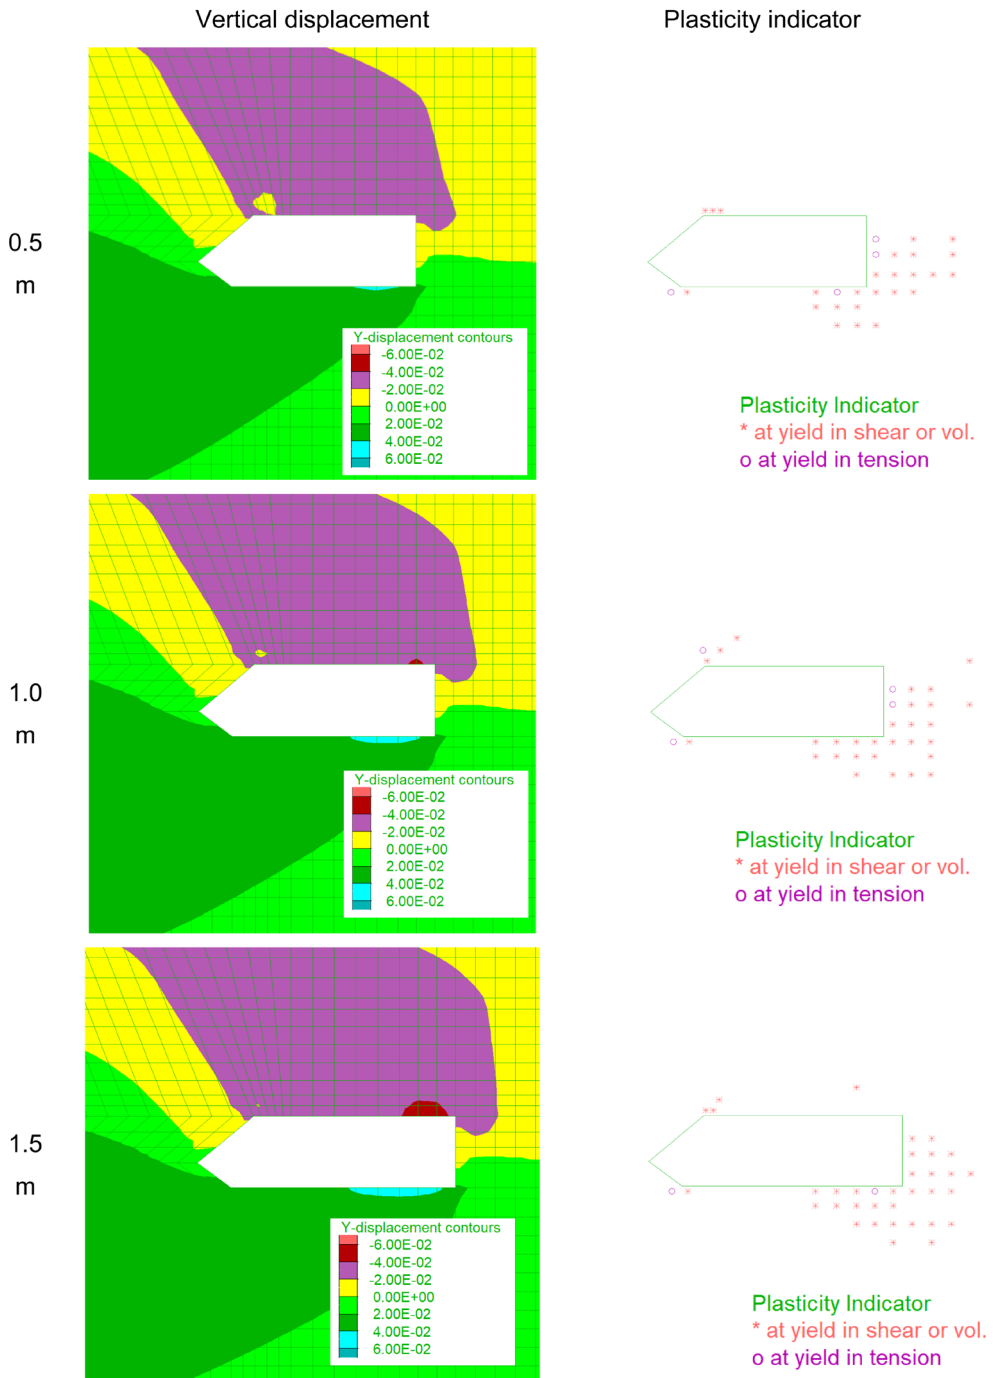 Vertical displacement
Plasticity indicator
0.5
m
Y-displacement contours
-6.00E-02
-4.00E-02
-2.00E-02
0.00E+00
2.00E-02
4.00E-02
6.00E-02
Plasticity Indicator
* at yield in shear or vol.
o at yield in tension
1.0
m
Y-displacement contours
-6.00E-02
-4.00E-02
-2.00E-02
0.00E+00
2.00E-02
4.00E-02
6.00E-02
Plasticity Indicator
* at yield in shear or vol.
o at yield in tension
1.5
m
Y-displacement contours
-6.00E-02
-4.00E-02
-2.00E-02
0.00E+00
2.00E-02
4.00E-02
6.00E-02
Plasticity Indicator
* at yield in shear or vol.
o at yield in tension